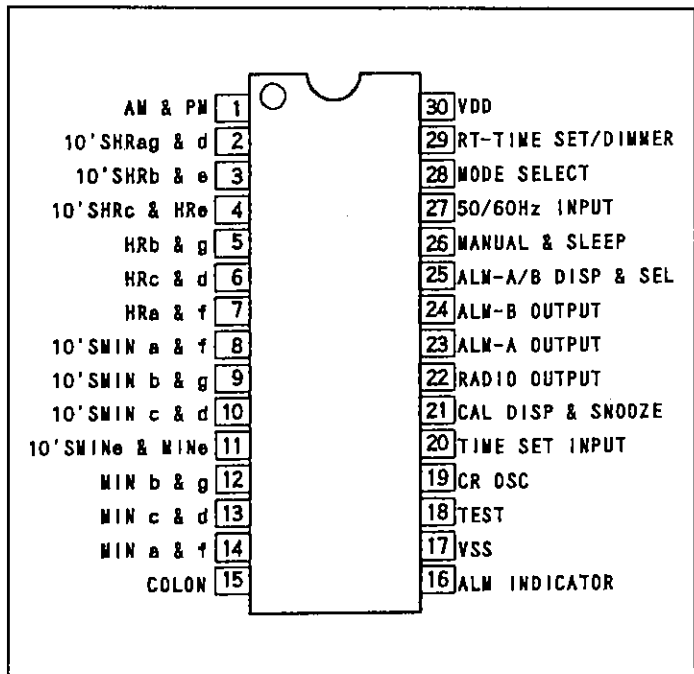 AM & PM 1
10'SHRag & d 2
10'SHRb & e 3
10'SHRc & HRe 4
HRb & g 5
HRc & d 6
HRa & f 7
10'SMIN a & f 8
10'SMIN b & g 9
10'SMIN c & d 10
10'SMINe & MINe 11
MIN b & g 12
MIN c & d 13
MIN a & f 14
COLON 15
30 VDD
29 RT-TIME SET/DIMMER
28 MODE SELECT
27 50/60Hz INPUT
26 MANUAL & SLEEP
25 ALM-A/B DISP & SEL
24 ALM-B OUTPUT
23 ALM-A OUTPUT
22 RADIO OUTPUT
21 CAL DISP & SNOOZE
20 TIME SET INPUT
19 CR OSC
18 TEST
17 VSS
16 ALM INDICATOR